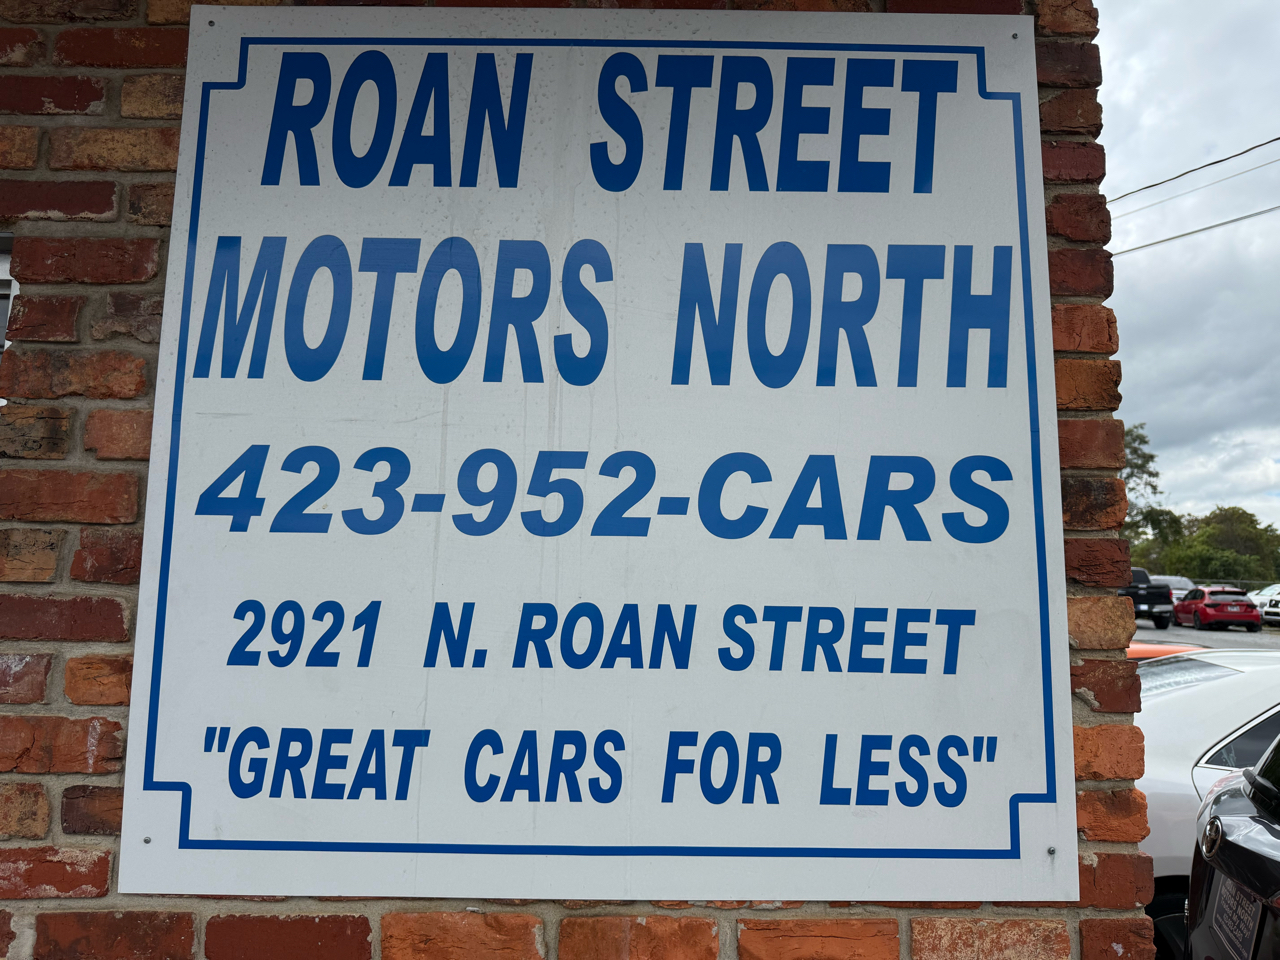 ROAN STREET
MOTORS NORTH
423-952-CARS
2921 N. ROAN STREET
"GREAT CARS FOR LESS"